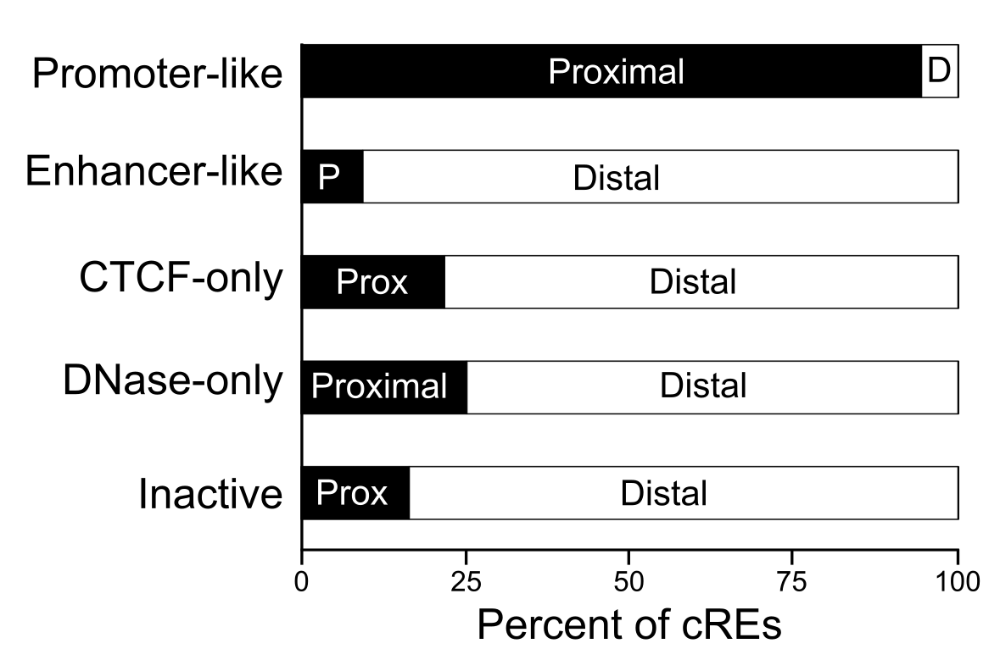 Promoter-like Proximal D
Enhancer-like P Distal
CTCF-only Prox Distal
DNase-only Proximal Distal
Inactive Prox Distal
0 25 50 75 100
Percent of cREs